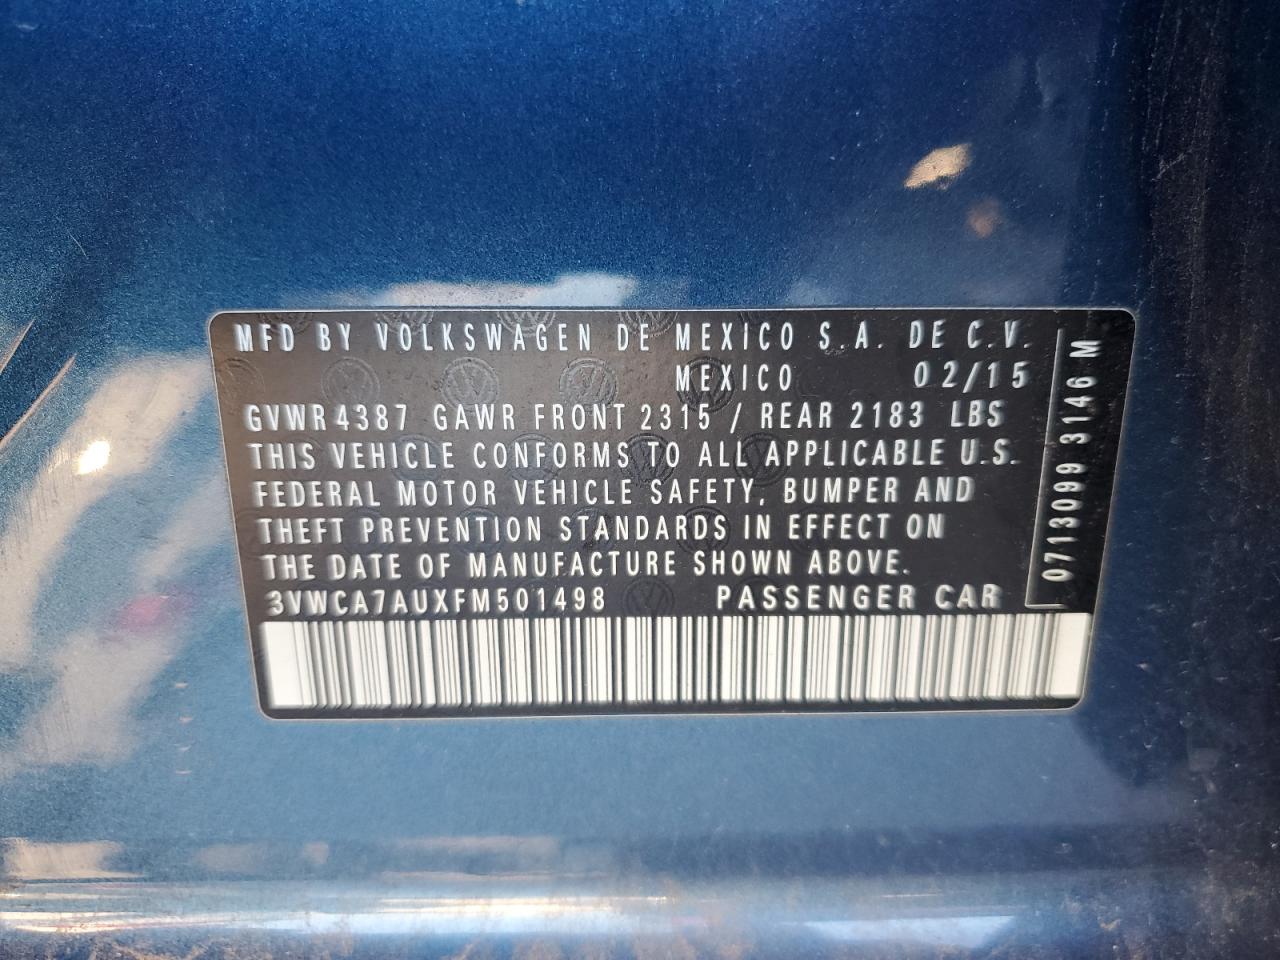 MFD BY VOLKSWAGEN DE MEXICO S.A. DE C.V.
MEXICO 02/15
GVWR 4387 GAWR FRONT 2315 / REAR 2183 LBS
THIS VEHICLE CONFORMS TO ALL APPLICABLE U.S.
FEDERAL MOTOR VEHICLE SAFETY, BUMPER AND
THEFT PREVENTION STANDARDS IN EFFECT ON
THE DATE OF MANUFACTURE SHOWN ABOVE.
3VWCA7AUXFM501498 PASSENGER CAR
0713099 3146 M